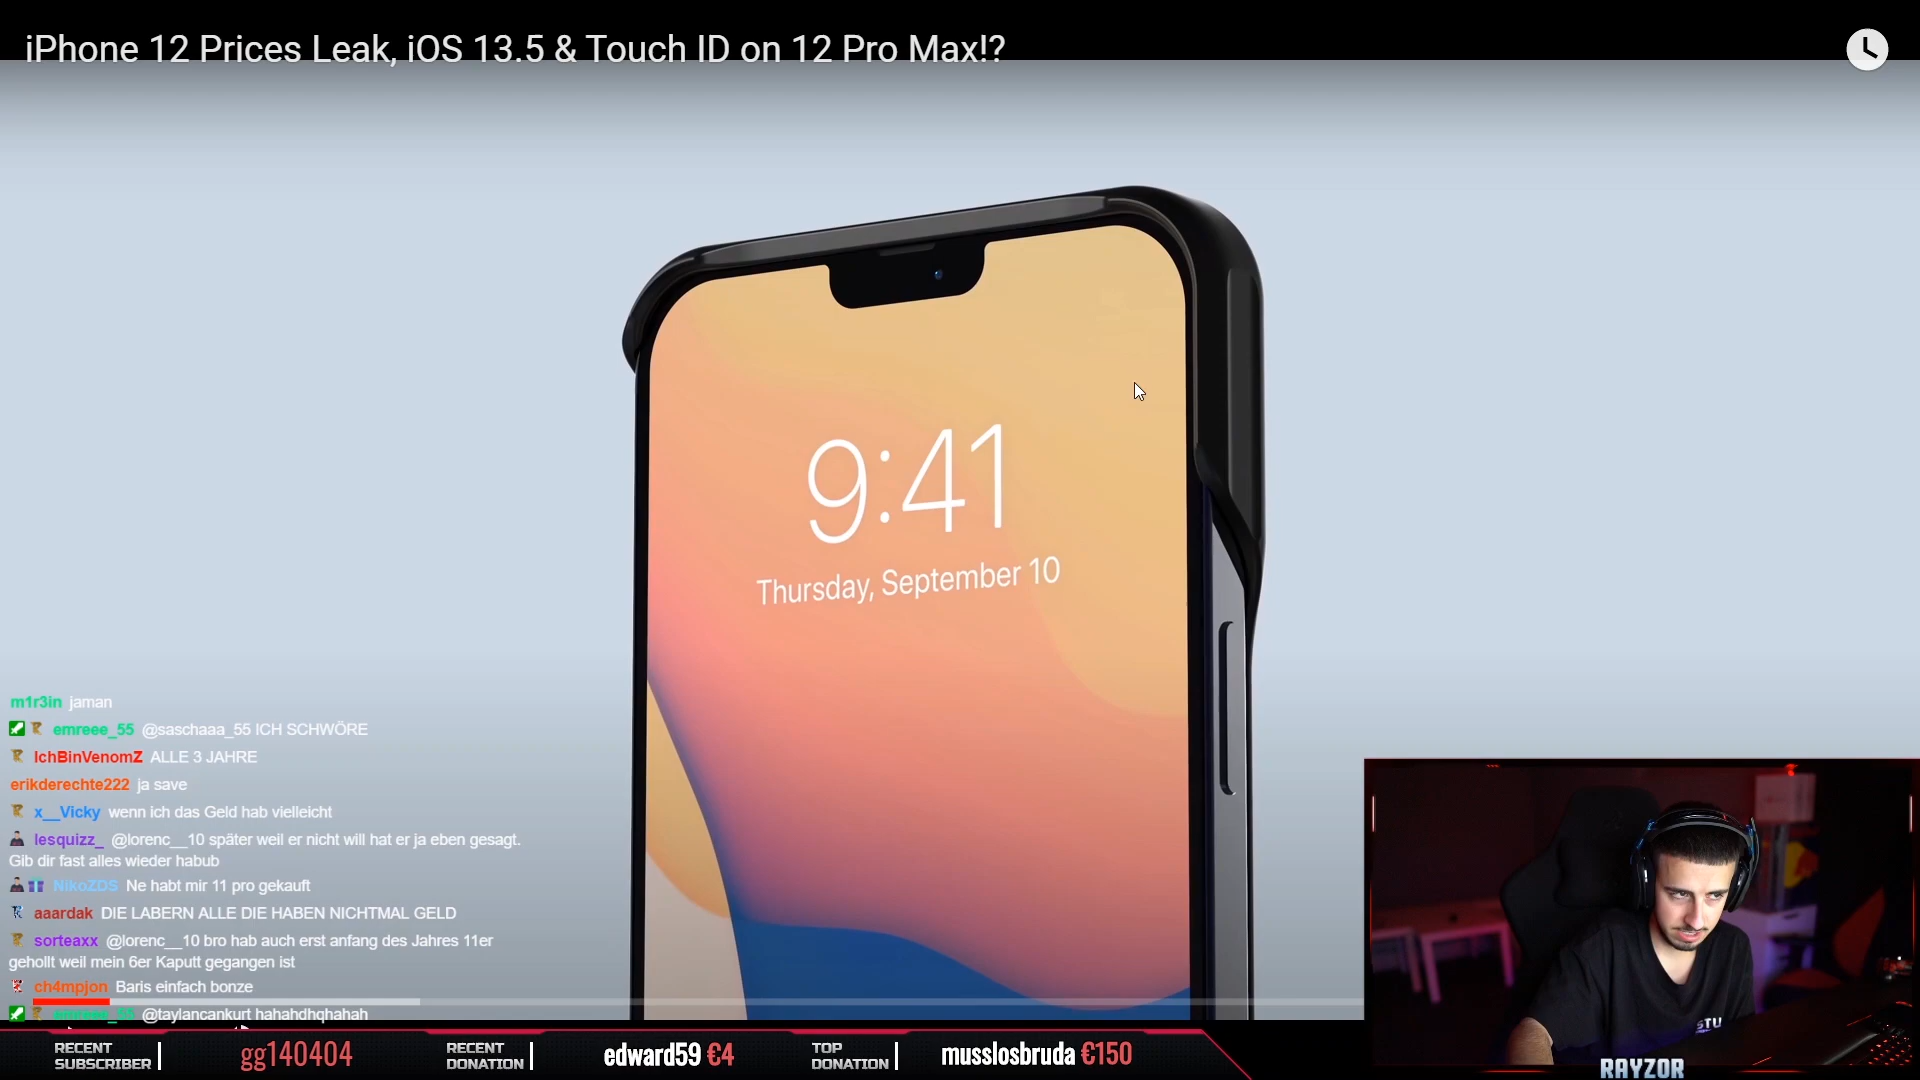 iPhone 12 Prices Leak, iOS 13.5 & Touch ID on 12 Pro Max!?
9:41
Thursday, September 10
m1r3in jaman
emreee_55 @saschaaa_55 ICH SCHWÖRE
IchBinVenomZ ALLE 3 JAHRE
erikderechte222 ja save
x__Vicky wenn ich das Geld hab vielleicht
lesquizz_ @lorenc__10 später weil er nicht will hat er ja eben gesagt.
Gib dir fast alles wieder habub
NikoZDS Ne habt mir 11 pro gekauft
aaardak DIE LABERN ALLE DIE HABEN NICHTMAL GELD
sorteaxx @lorenc__10 bro hab auch erst anfang des Jahres 11er
gehollt weil mein 6er Kaputt gegangen ist
ch4mpjon Baris einfach bonze
emreee_55 @taylancankurt hahahdhqhahah
RECENT
SUBSCRIBER
gg140404
RECENT
DONATION
edward59 €4
TOP
DONATION
musslosbruda €150
STU
RAYZOR